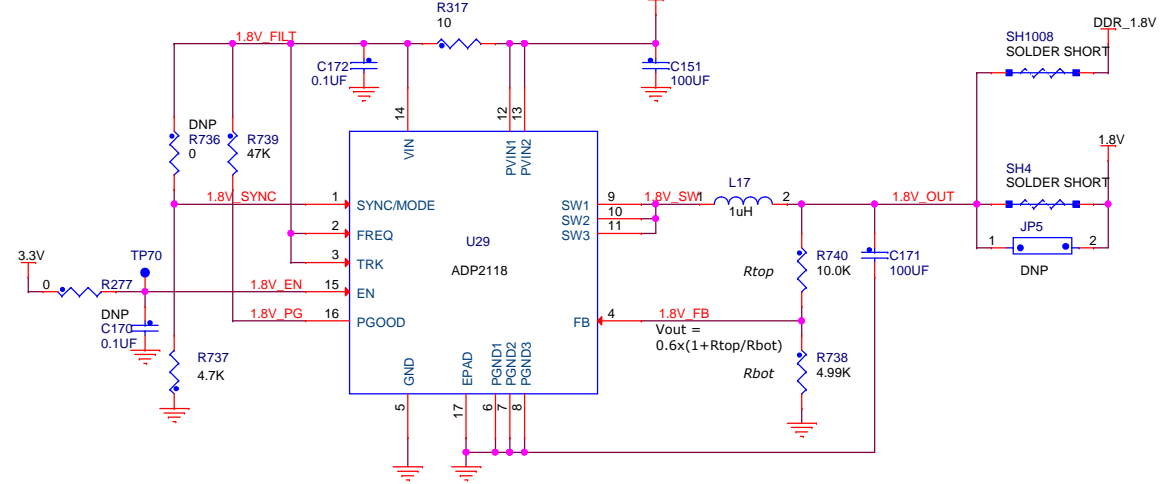 R317
10
DDR_1.8V
1.8V_FILT
SH1008
SOLDER SHORT
C172
0.1UF
C151
100UF
14
12
13
VIN
PVIN1
PVIN2
DNP
R736
0
R739
47K
1.8V
SH4
SOLDER SHORT
L17
1uH
1.8V_SYNC
1
SYNC/MODE
SW1
9
1.8V_SW
1
2
1.8V_OUT
SW2
10
SW3
11
2
FREQ
U29
ADP2118
JP5
1
2
DNP
3.3V
TP70
3
TRK
Rtop
R740
10.0K
C171
100UF
0
R277
1.8V_EN
15
EN
DNP
C170
0.1UF
1.8V_PG
16
PGOOD
FB
4
1.8V_FB
Vout =
0.6x(1+Rtop/Rbot)
R737
4.7K
Rbot
R738
4.99K
GND
EPAD
PGND1
PGND2
PGND3
5
17
6
7
8